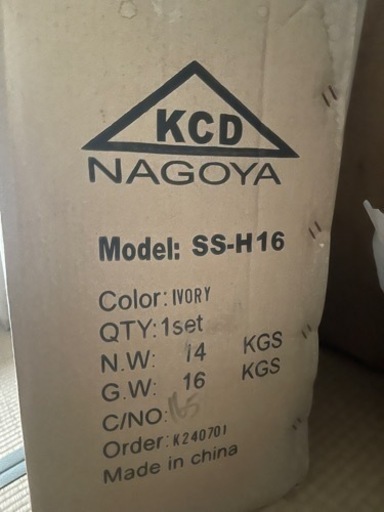 KCD
NAGOYA
Model: SS-H16
Color: IVORY
QTY: 1set
N.W: 14 KGS
G.W: 16 KGS
C/NO: 165
Order: K240701
Made in china